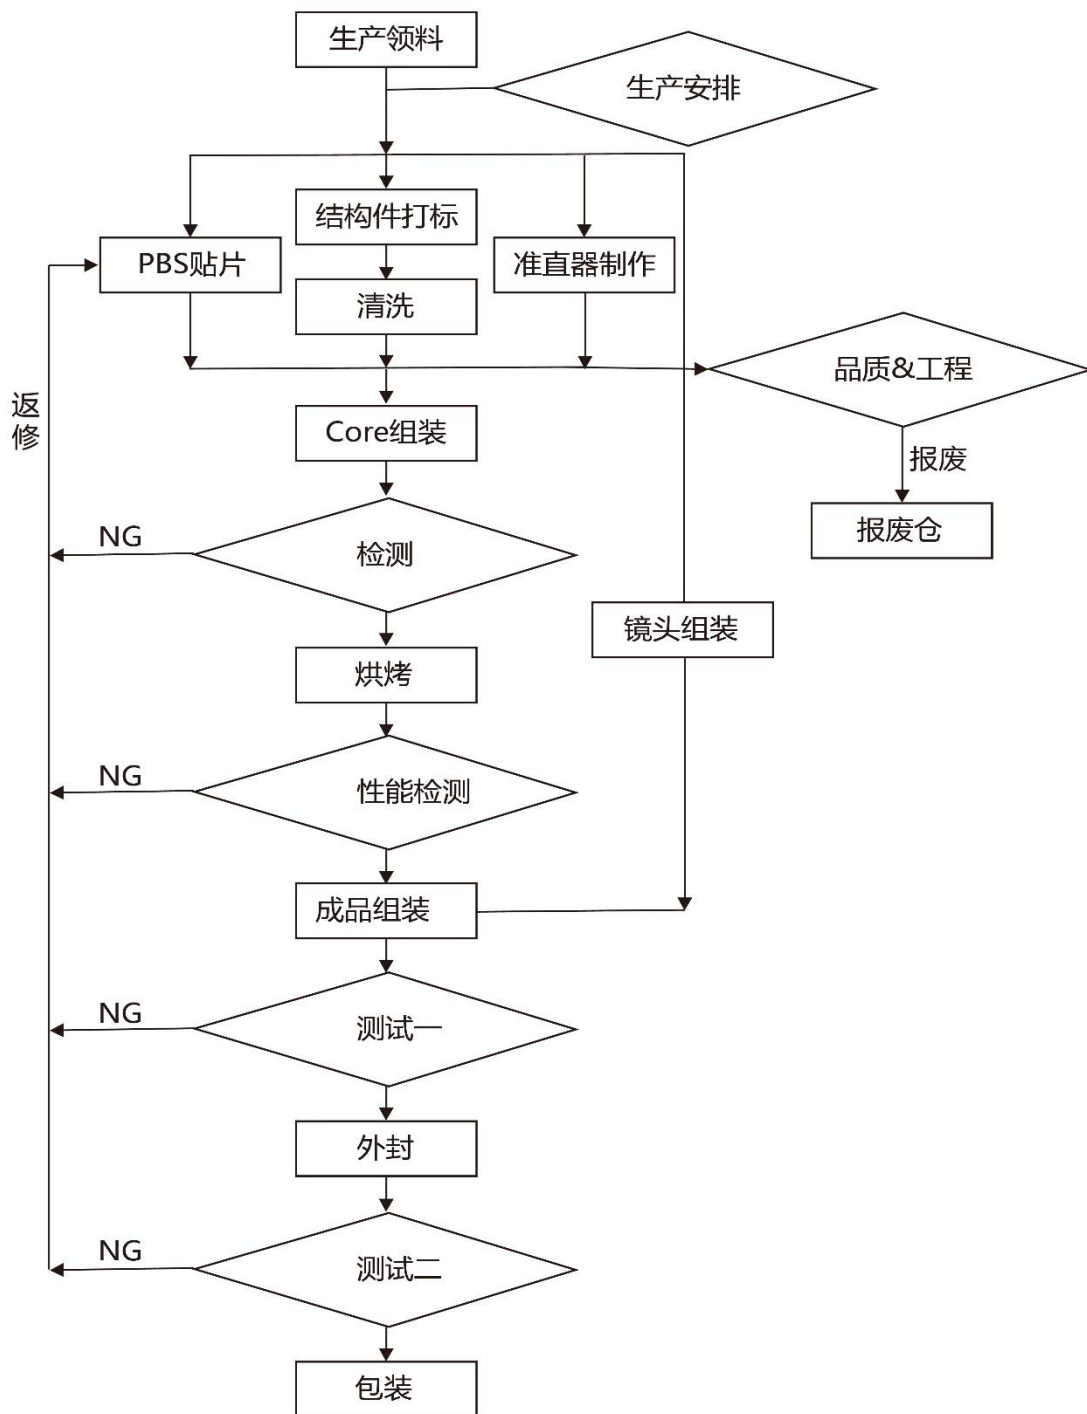 生产领料
生产安排
结构件打标
PBS贴片
准直器制作
清洗
品质&工程
返修
Core组装
报废
报废仓
NG
检测
镜头组装
烘烤
NG
性能检测
成品组装
NG
测试一
外封
NG
测试二
包装